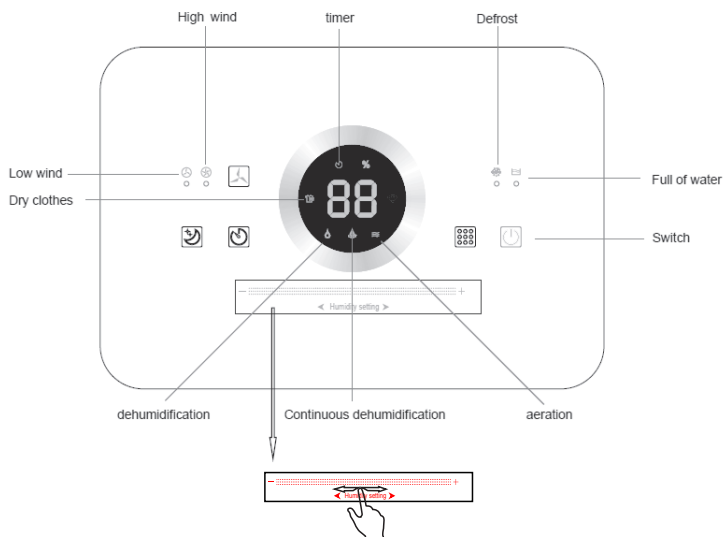 High wind
timer
Defrost
Low wind
Dry clothes
%
88
Full of water
Switch
− +
Humidity setting
dehumidification
Continuous dehumidification
aeration
− +
Humidity setting